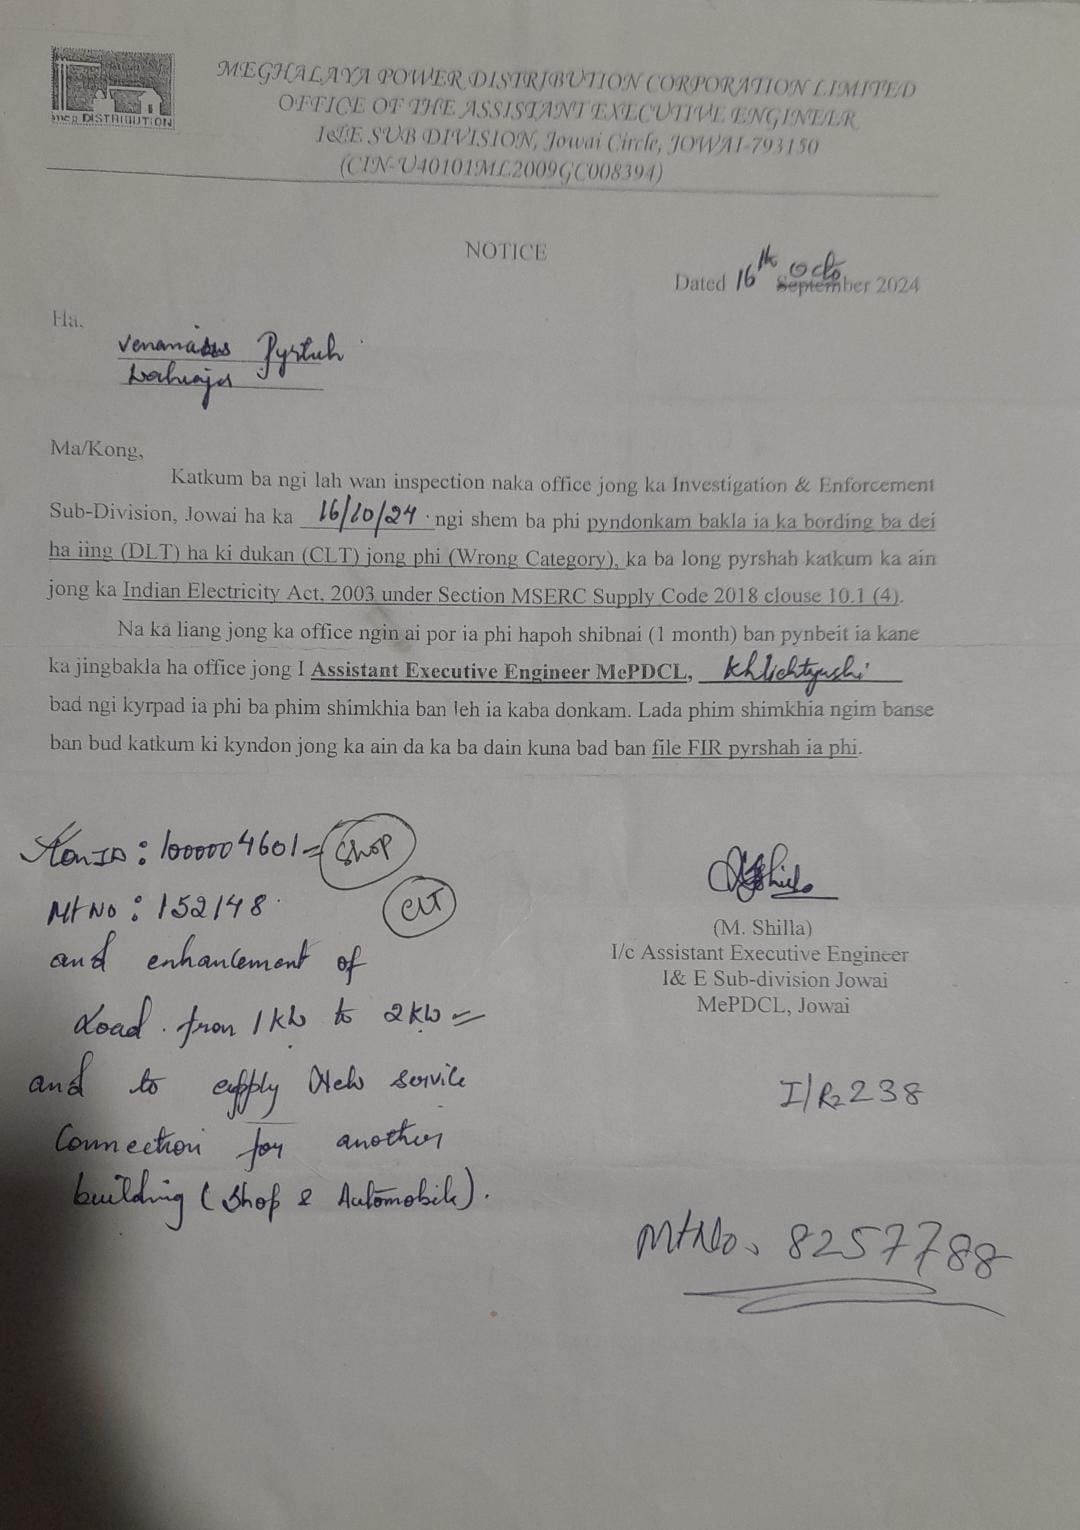 meg DISTRIBUTION
MEGHALAYA POWER DISTRIBUTION CORPORATION LIMITED
OFFICE OF THE ASSISTANT EXECUTIVE ENGINEER
I&E SUB DIVISION, Jowai Circle, JOWAI-793150
(CIN-U40101ML2009GC008394)
NOTICE
Dated 16th Octo September 2024
Ha.
Pyrtuh
Ma/Kong,
Katkum ba ngi lah wan inspection naka office jong ka Investigation & Enforcement
Sub-Division, Jowai ha ka 16/10/24 ngi shem ba phi pyndonkam bakla ia ka bording ba dei
ha iing (DLT) ha ki dukan (CLT) jong phi (Wrong Category), ka ba long pyrshah katkum ka ain
jong ka Indian Electricity Act, 2003 under Section MSERC Supply Code 2018 clouse 10.1 (4).
Na ka liang jong ka office ngin ai por ia phi hapoh shibnai (1 month) ban pynbeit ia kane
ka jingbakla ha office jong I Assistant Executive Engineer MePDCL,
bad ngi kyrpad ia phi ba phim shimkhia ban leh ia kaba donkam. Lada phim shimkhia ngim banse
ban bud katkum ki kyndon jong ka ain da ka ba dain kuna bad ban file FIR pyrshah ia phi.
: 1000004601 = SHOP
Mt No : 152148
CLT
and enhancement of
Load from 1 kw to 2 kw =
and to apply New service
Connection for another
building (Shop & Automobile).
(M. Shilla)
I/c Assistant Executive Engineer
I& E Sub-division Jowai
MePDCL, Jowai
I/R2 238
Mt No. 8257788